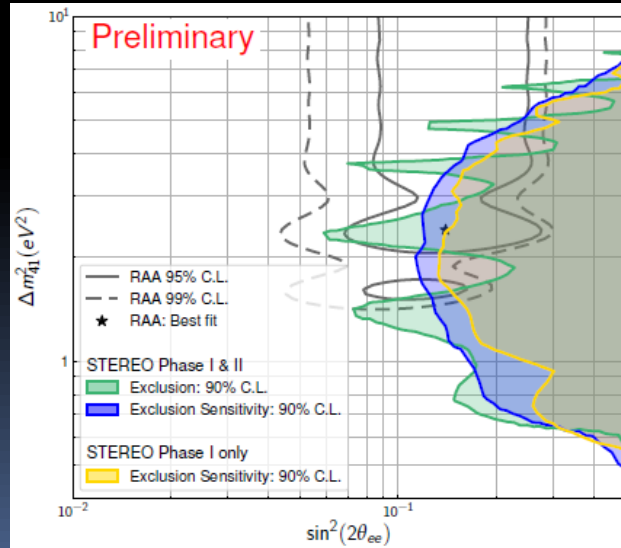 Preliminary
10¹
Δm²₄₁(eV²)
RAA 95% C.L.
RAA 99% C.L.
RAA: Best fit
1
STEREO Phase I & II
Exclusion: 90% C.L.
Exclusion Sensitivity: 90% C.L.
STEREO Phase I only
Exclusion Sensitivity: 90% C.L.
10⁻²
10⁻¹
sin²(2θₑₑ)